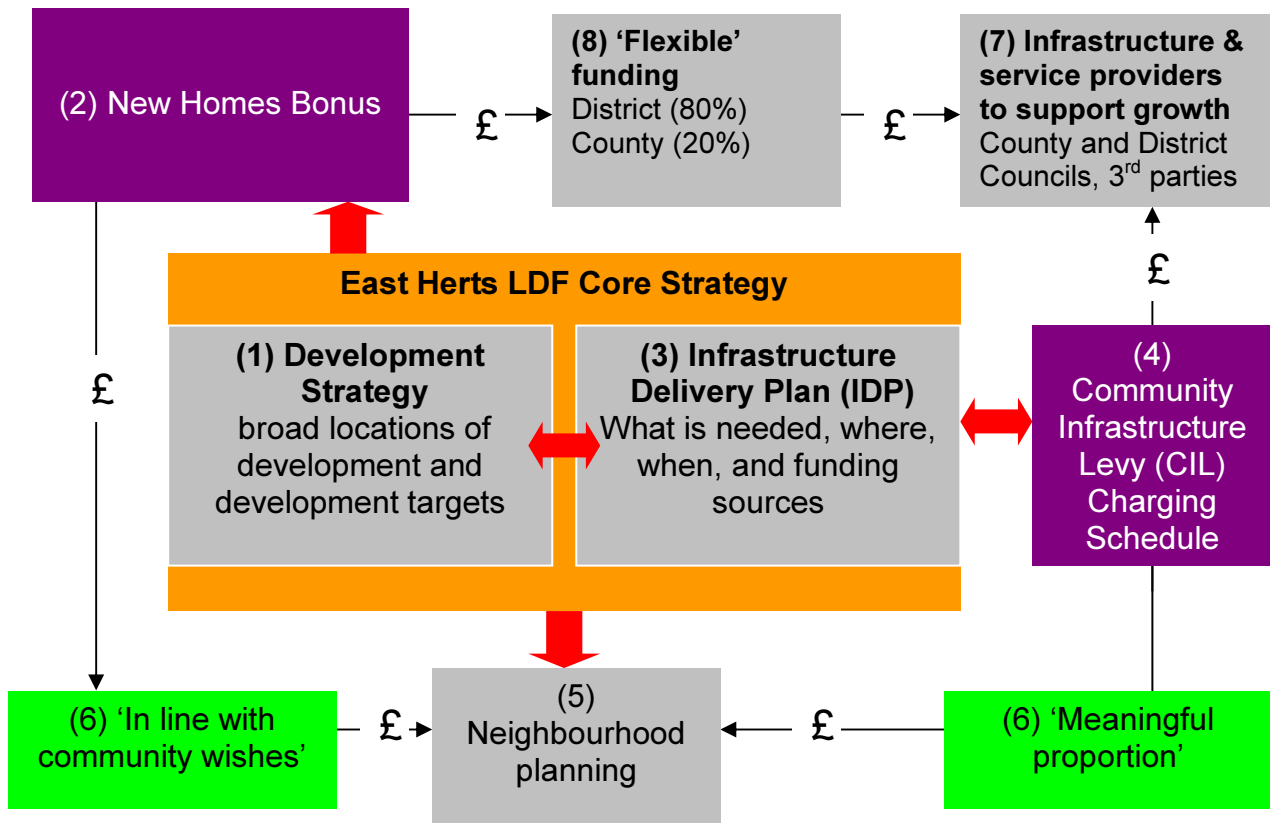 (2) New Homes Bonus
£
(8) ‘Flexible’
funding
District (80%)
County (20%)
£
(7) Infrastructure &
service providers
to support growth
County and District
Councils, 3rd parties
£
£
East Herts LDF Core Strategy
(1) Development
Strategy
broad locations of
development and
development targets
(3) Infrastructure
Delivery Plan (IDP)
What is needed, where,
when, and funding
sources
(4)
Community
Infrastructure
Levy (CIL)
Charging
Schedule
(6) ‘In line with
community wishes’
£
(5)
Neighbourhood
planning
£
(6) ‘Meaningful
proportion’